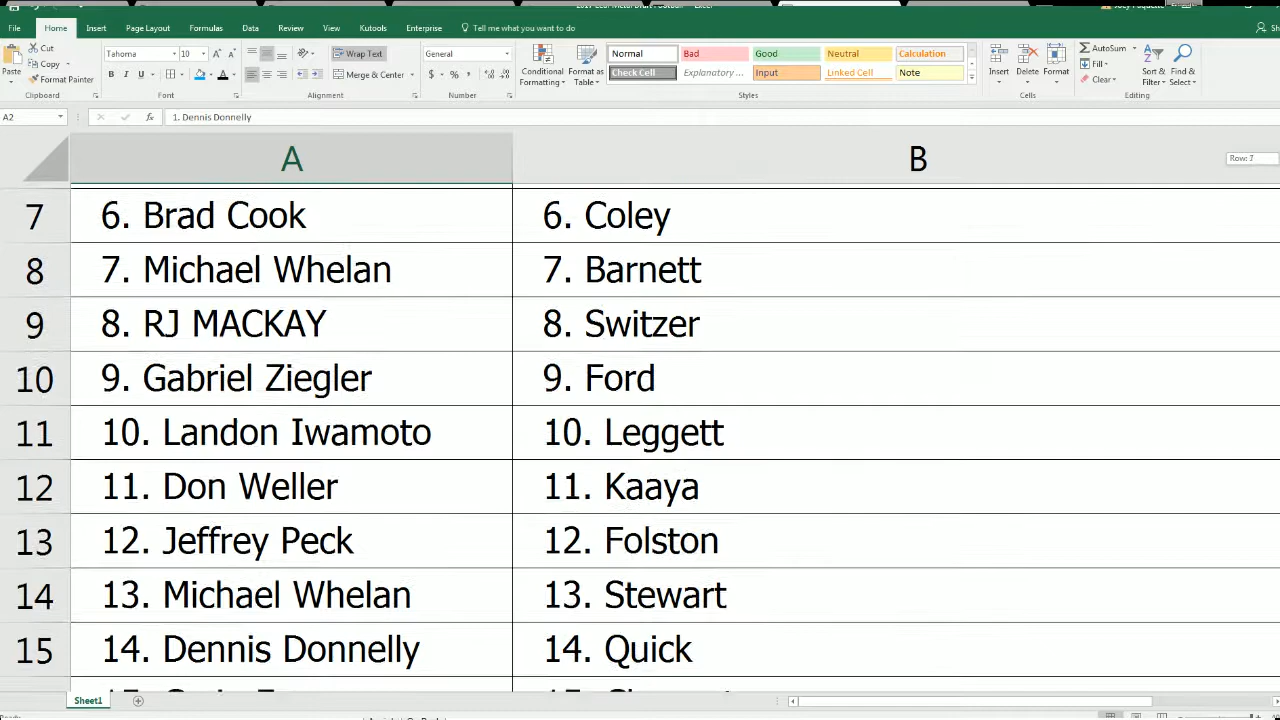 File Home Insert Page Layout Formulas Data Review View Kutools Enterprise Tell me what you want to do
Paste Cut Copy Format Painter Clipboard
Tahoma 10 B I U A Font
Wrap Text Merge & Center Alignment
General $ % , Number
Conditional Formatting Format as Table Normal Bad Good Neutral Calculation
Check Cell Explanatory ... Input Linked Cell Note Styles
Insert Delete Format Cells
AutoSum Fill Clear Sort & Filter Find & Select Editing
A2 fx 1. Dennis Donnelly
A B
Row: 7
7 6. Brad Cook 6. Coley
8 7. Michael Whelan 7. Barnett
9 8. RJ MACKAY 8. Switzer
10 9. Gabriel Ziegler 9. Ford
11 10. Landon Iwamoto 10. Leggett
12 11. Don Weller 11. Kaaya
13 12. Jeffrey Peck 12. Folston
14 13. Michael Whelan 13. Stewart
15 14. Dennis Donnelly 14. Quick
Sheet1